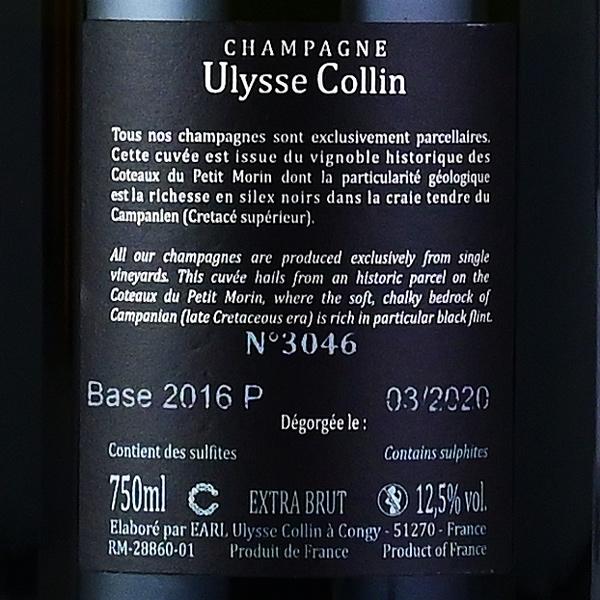 CHAMPAGNE
Ulysse Collin
Tous nos champagnes sont exclusivement parcellaires.
Cette cuvée est issue du vignoble historique des
Coteaux du Petit Morin dont la particularité géologique
est la richesse en silex noirs dans la craie tendre du
Campanien (Cretacé supérieur).
All our champagnes are produced exclusively from single
vineyards. This cuvée hails from an historic parcel on the
Coteaux du Petit Morin, where the soft, chalky bedrock of
Campanian (late Cretaceous era) is rich in particular black flint.
N°3046
Base 2016 P 03/2020
Dégorgée le :
Contient des sulfites Contains sulphites
750ml EXTRA BRUT 12,5% vol.
Elaboré par EARL Ulysse Collin à Congy - 51270 - France
RM-28860-01 Produit de France Product of France